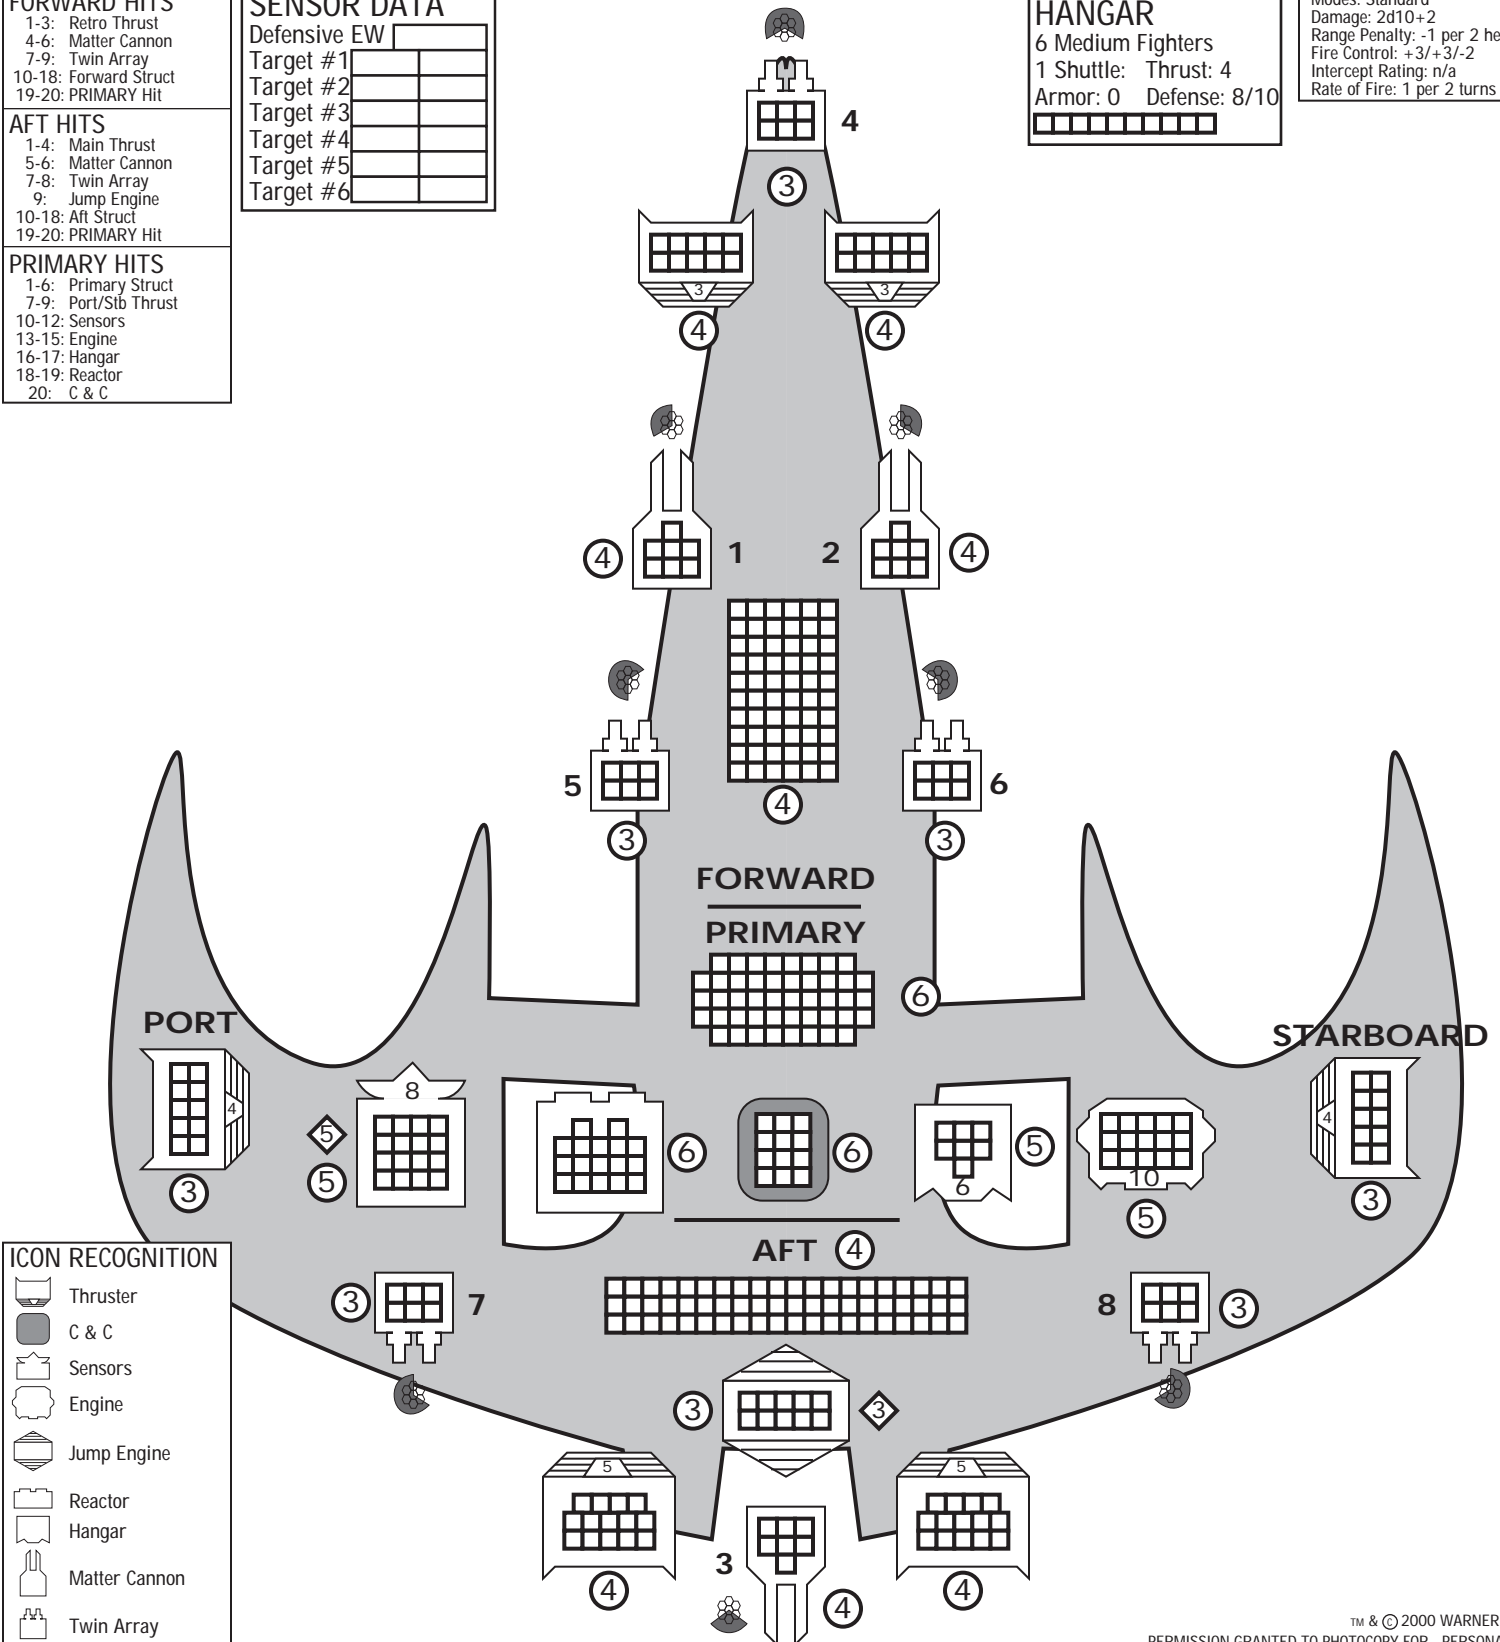 FORWARD HITS
1-3: Retro Thrust
4-6: Matter Cannon
7-9: Twin Array
10-18: Forward Struct
19-20: PRIMARY Hit
AFT HITS
1-4: Main Thrust
5-6: Matter Cannon
7-8: Twin Array
9: Jump Engine
10-18: Aft Struct
19-20: PRIMARY Hit
PRIMARY HITS
1-6: Primary Struct
7-9: Port/Stb Thrust
10-12: Sensors
13-15: Engine
16-17: Hangar
18-19: Reactor
20: C & C
SENSOR DATA
Defensive EW
Target #1
Target #2
Target #3
Target #4
Target #5
Target #6
HANGAR
6 Medium Fighters
1 Shuttle: Thrust: 4
Armor: 0 Defense: 8/10
Modes: Standard
Damage: 2d10+2
Range Penalty: -1 per 2 he
Fire Control: +3/+3/-2
Intercept Rating: n/a
Rate of Fire: 1 per 2 turns
4
3
3 3
4 4
4 1 2 4
5 4 6
3 3
FORWARD
PRIMARY
6
PORT STARBOARD
4 8 4
5 6 6 5
5 6 10
3 3
5
AFT 4
3 7 8 3
3 3
5 5
3
4 4
4
ICON RECOGNITION
Thruster
C & C
Sensors
Engine
Jump Engine
Reactor
Hangar
Matter Cannon
Twin Array
TM & © 2000 WARNER
PERMISSION GRANTED TO PHOTOCOPY FOR PERSONA